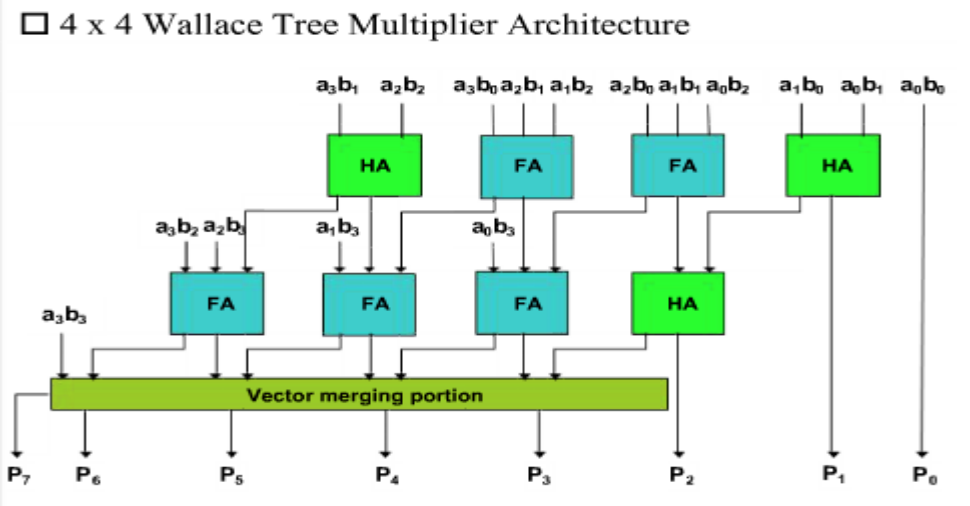 □ 4 x 4 Wallace Tree Multiplier Architecture
a₃b₁ a₂b₂ a₃b₀ a₂b₁ a₁b₂ a₂b₀ a₁b₁ a₀b₂ a₁b₀ a₀b₁ a₀b₀
HA FA FA HA
a₃b₂ a₂b₃ a₁b₃ a₀b₃
FA FA FA HA
a₃b₃
Vector merging portion
P₇ P₆ P₅ P₄ P₃ P₂ P₁ P₀